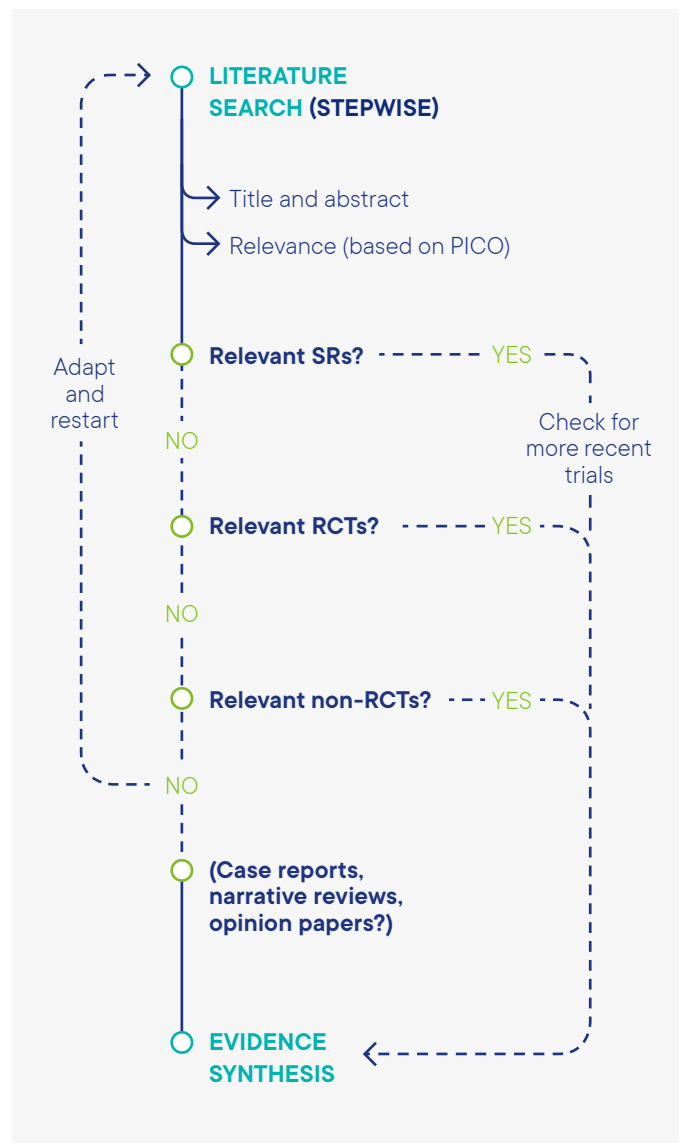 LITERATURE
SEARCH (STEPWISE)
Title and abstract
Relevance (based on PICO)
Relevant SRs?
YES
Adapt
and
restart
Check for
more recent
trials
NO
Relevant RCTs?
YES
NO
Relevant non-RCTs?
YES
NO
(Case reports,
narrative reviews,
opinion papers?)
EVIDENCE
SYNTHESIS